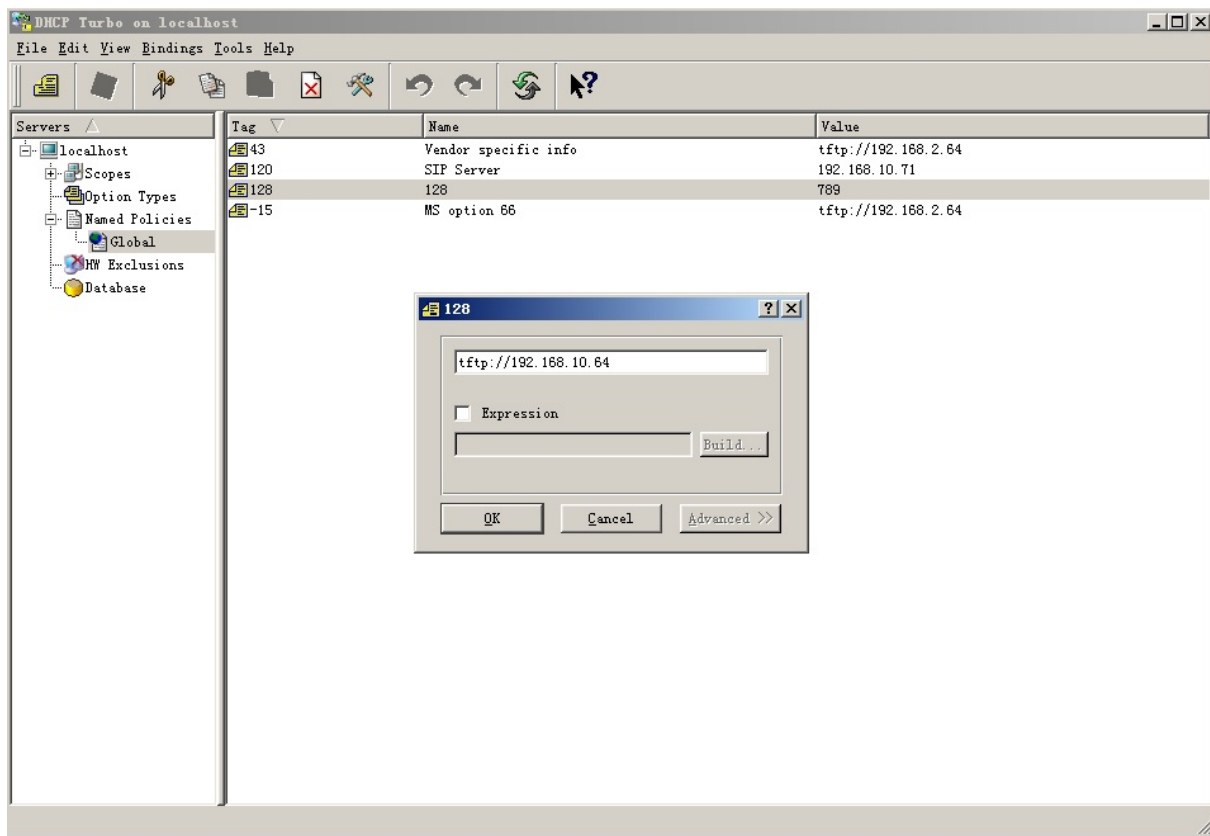 DHCP Turbo on localhost
File Edit View Bindings Tools Help
Servers
Tag Name Value
localhost
Scopes
Option Types
Named Policies
Global
HW Exclusions
Database
43 Vendor specific info tftp://192.168.2.64
120 SIP Server 192.168.10.71
128 128 789
-15 MS option 66 tftp://192.168.2.64
128
tftp://192.168.10.64
Expression
Build...
OK Cancel Advanced >>